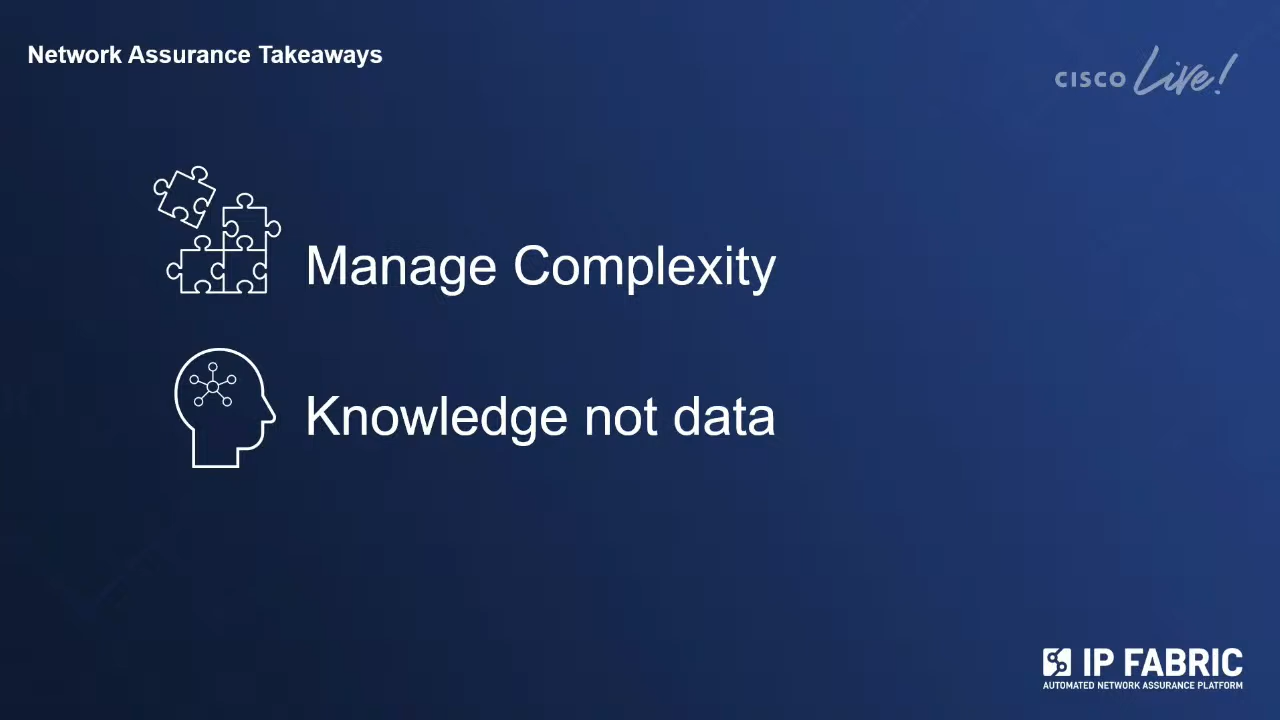 Network Assurance Takeaways
CISCO Live!
Manage Complexity
Knowledge not data
IP FABRIC
AUTOMATED NETWORK ASSURANCE PLATFORM